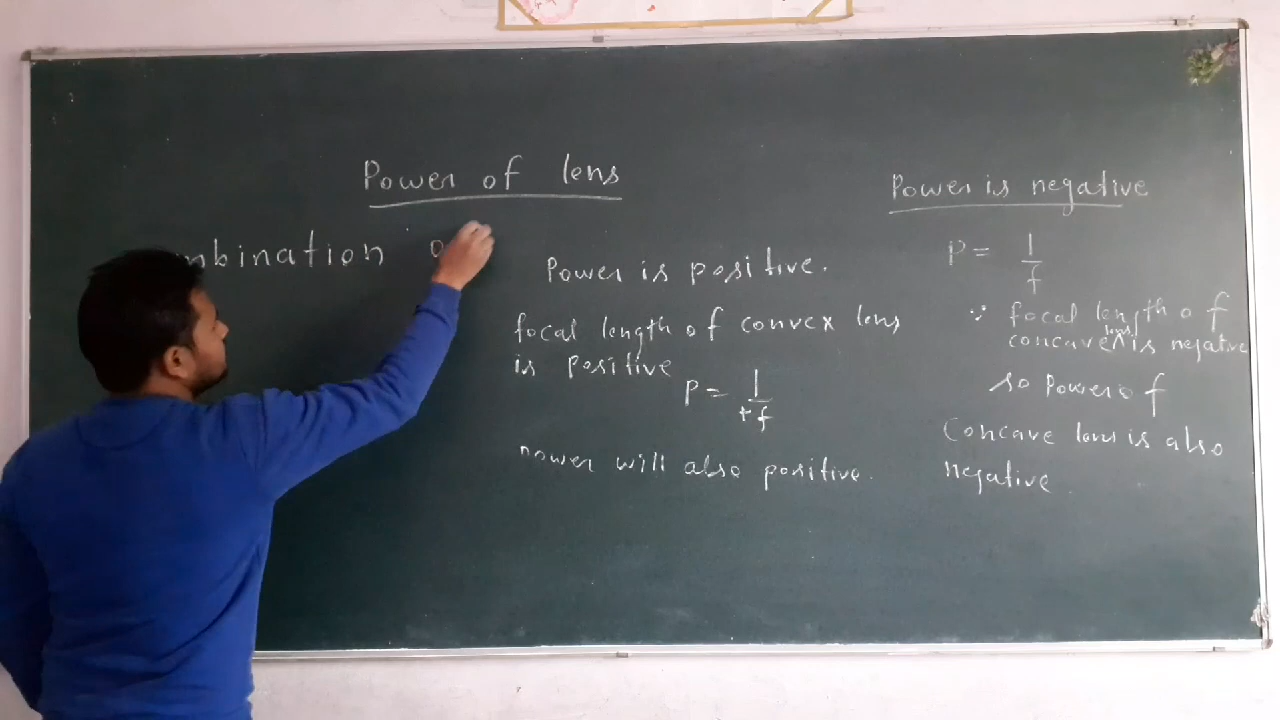 Power of lens
mbination o
Power is positive.
focal length of convex lens
is positive
P = 1/+f
power will also positive.
Power is negative
P = 1/f
∵ focal length of
concave lens is negative
so Power of
Concave lens is also
negative.